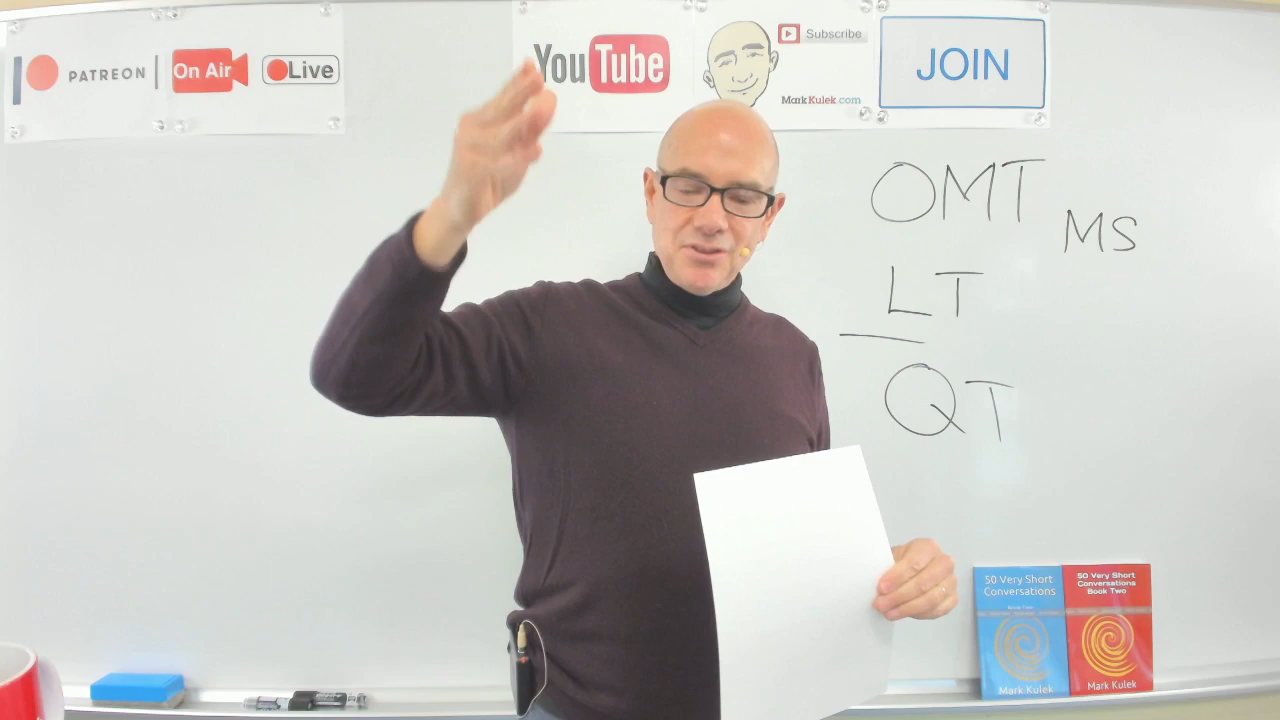 PATREON
On Air
Live
YouTube
Subscribe
MarkKulek.com
JOIN
OMT
MS
LT
QT
50 Very Short
Conversations
50 Very Short
Conversations
Book Two
Mark Kulek
Mark Kulek